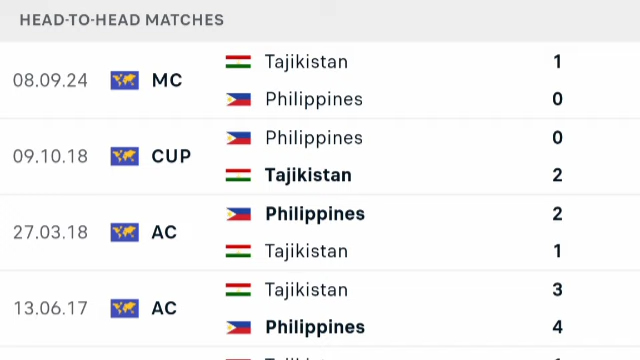 HEAD-TO-HEAD MATCHES
08.09.24 MC
Tajikistan 1
Philippines 0
09.10.18 CUP
Philippines 0
Tajikistan 2
27.03.18 AC
Philippines 2
Tajikistan 1
13.06.17 AC
Tajikistan 3
Philippines 4